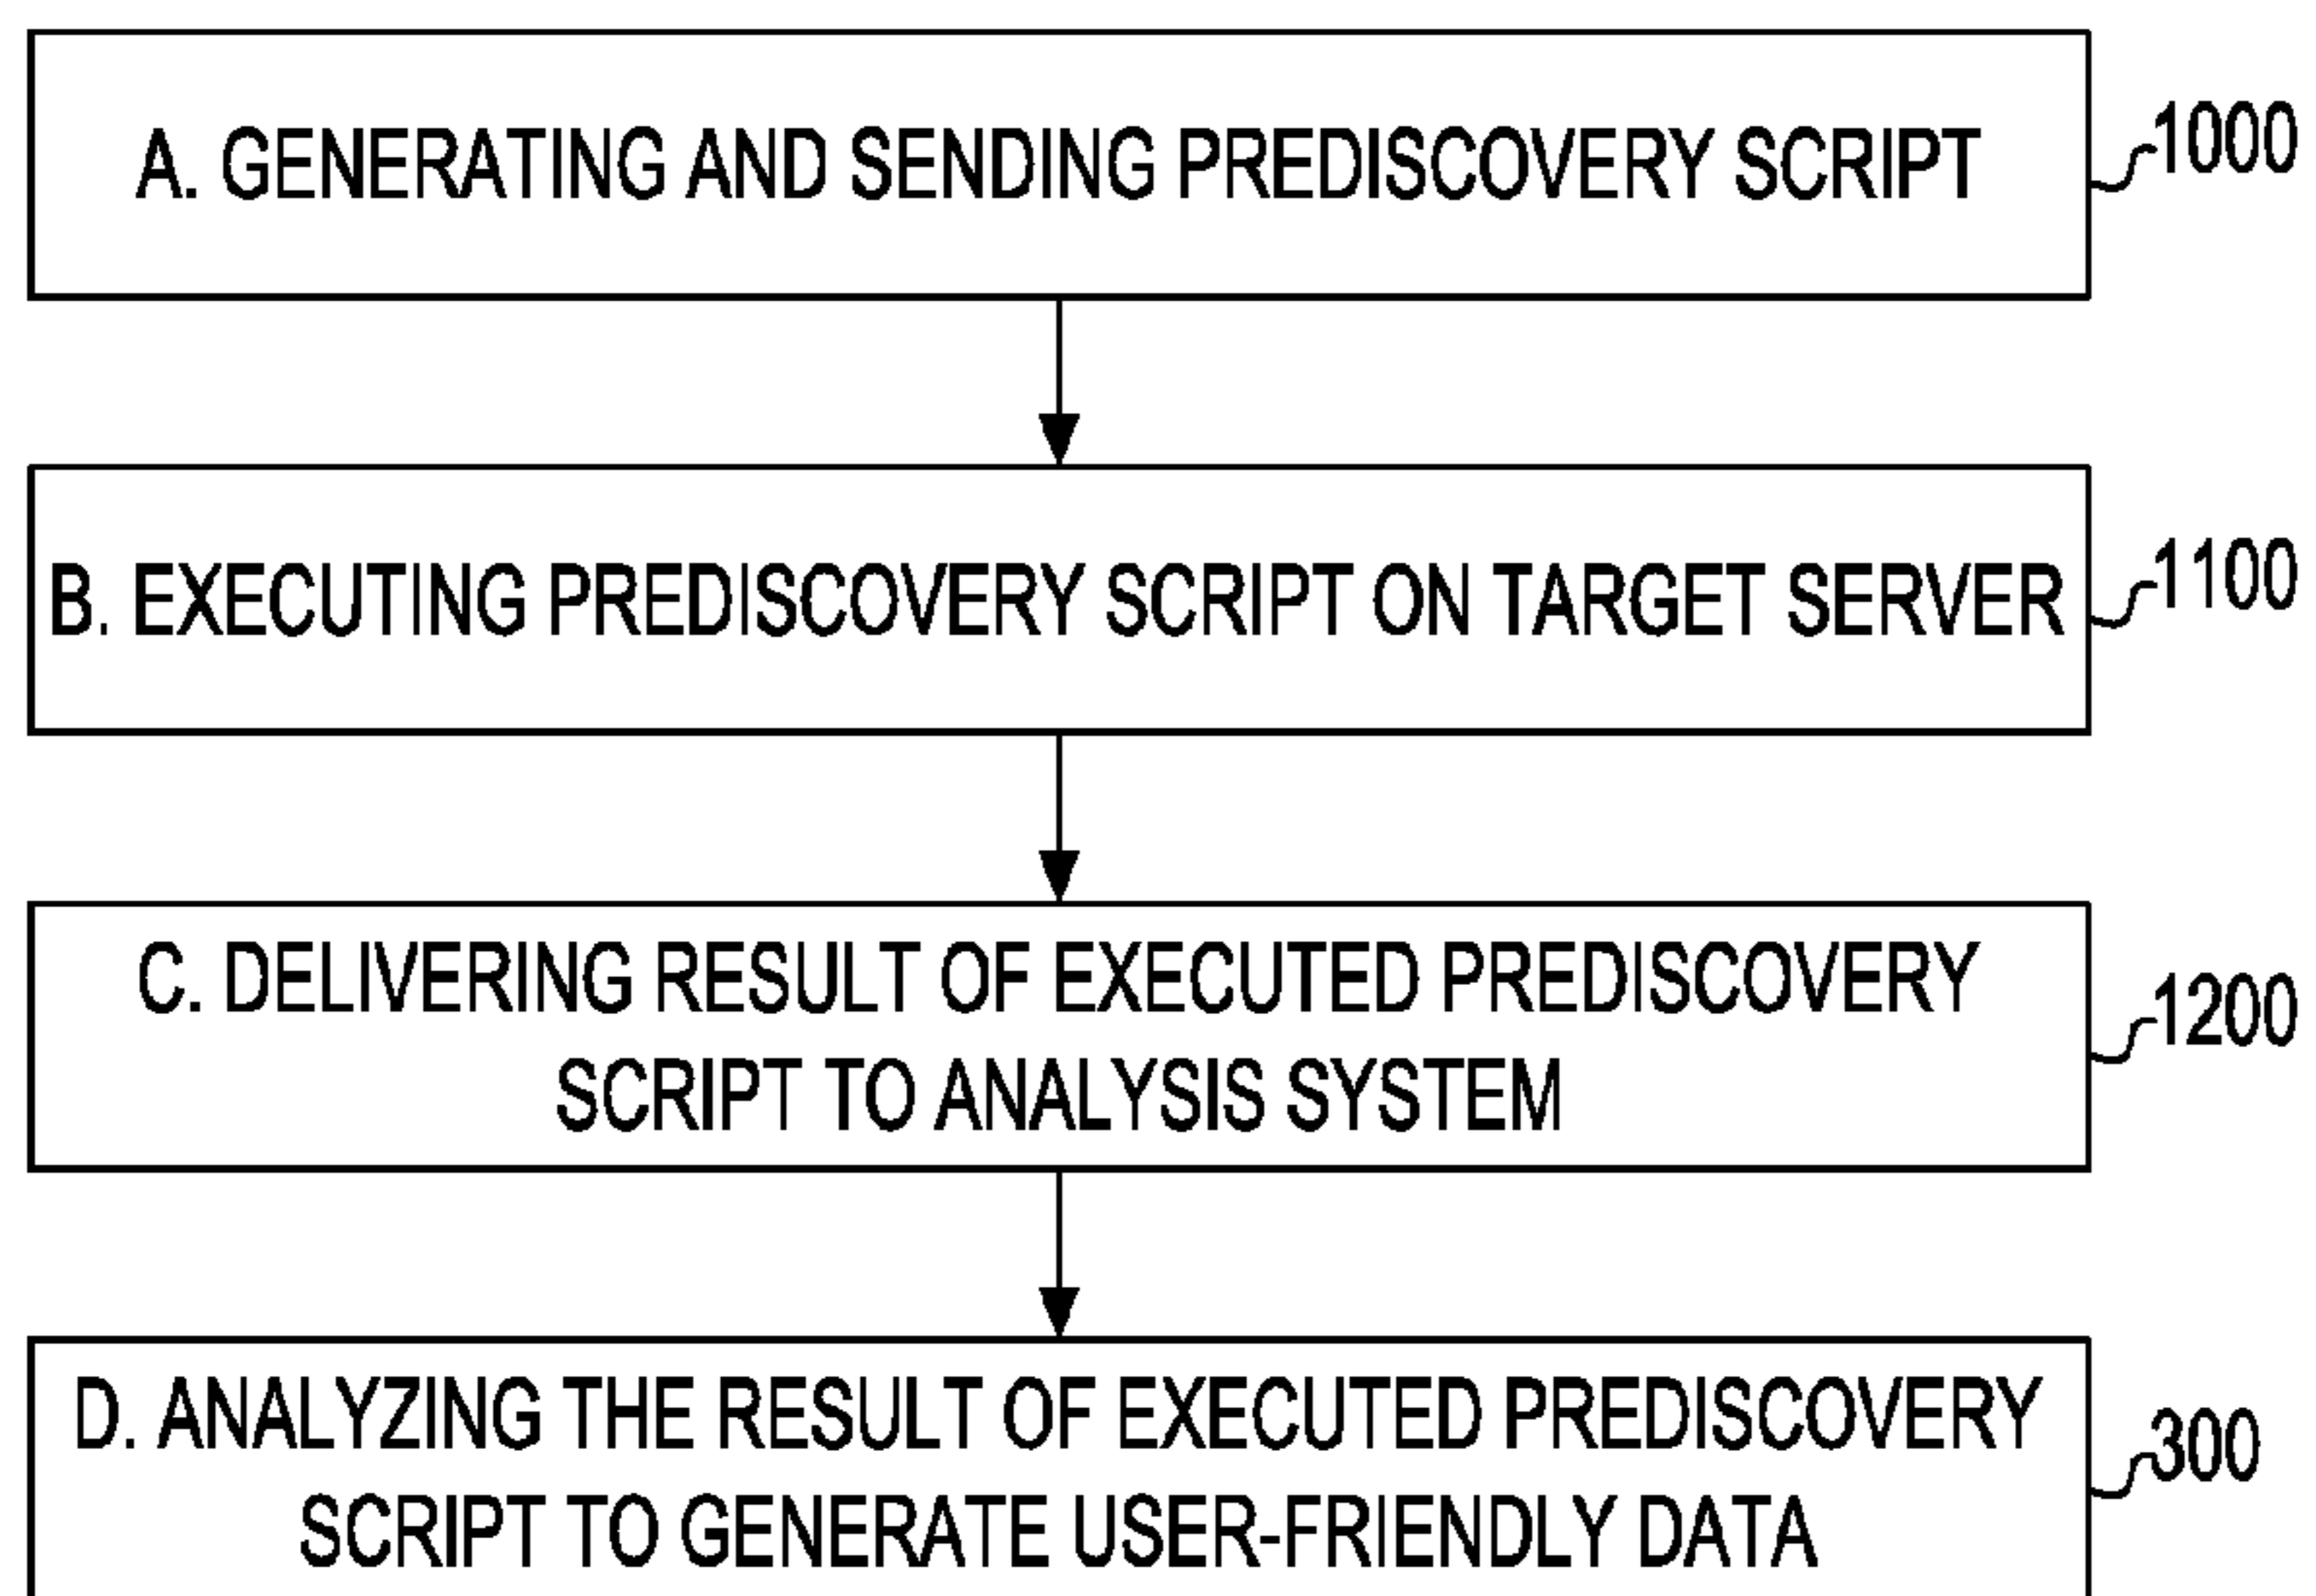 A. GENERATING AND SENDING PREDISCOVERY SCRIPT
1000
B. EXECUTING PREDISCOVERY SCRIPT ON TARGET SERVER
1100
C. DELIVERING RESULT OF EXECUTED PREDISCOVERY
SCRIPT TO ANALYSIS SYSTEM
1200
D. ANALYZING THE RESULT OF EXECUTED PREDISCOVERY
SCRIPT TO GENERATE USER-FRIENDLY DATA
300